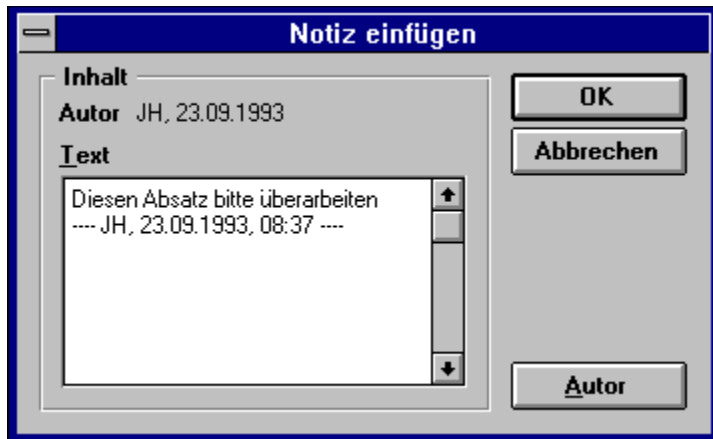 Notiz einfügen
Inhalt
Autor JH, 23.09.1993
Text
Diesen Absatz bitte überarbeiten
---- JH, 23.09.1993, 08:37 ----
OK
Abbrechen
Autor